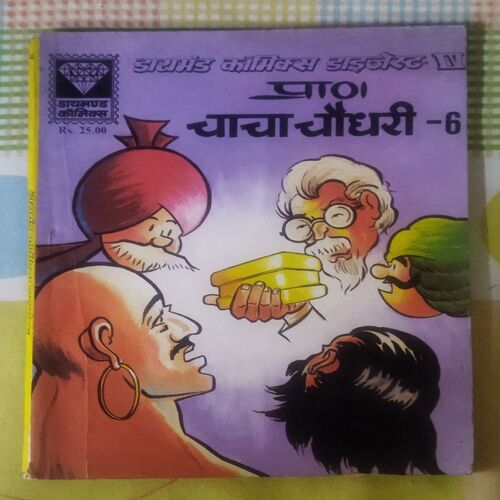 डायमंड कॉमिक्स डाइजेस्ट IV
प्राण
चाचा चौधरी -6
डायमण्ड
कॉमिक्स
Rs. 25.00